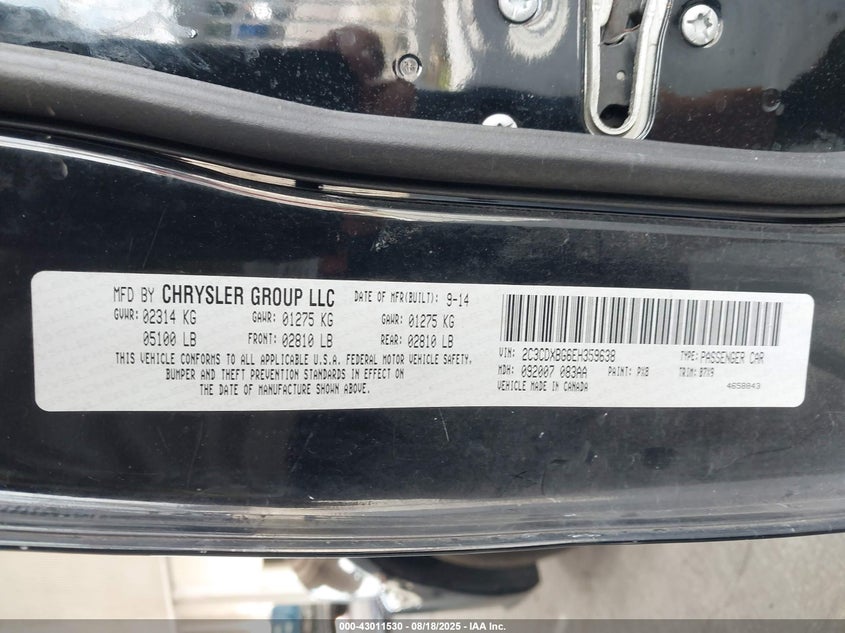 MFD BY CHRYSLER GROUP LLC DATE OF MFR(BUILT): 9-14
GVWR: 02314 KG GAWR: 01275 KG GAWR: 01275 KG
05100 LB FRONT: 02810 LB REAR: 02810 LB
THIS VEHICLE CONFORMS TO ALL APPLICABLE U.S.A. FEDERAL MOTOR VEHICLE SAFETY,
BUMPER AND THEFT PREVENTION STANDARDS IN EFFECT ON
THE DATE OF MANUFACTURE SHOWN ABOVE.
VIN: 2C3CDXBG6EH359638 TYPE: PASSENGER CAR
MDH: 092007 083AA PAINT: PX8 TRIM: B7X9
VEHICLE MADE IN CANADA 4658843
000-43011530 - 08/18/2025 - IAA Inc.